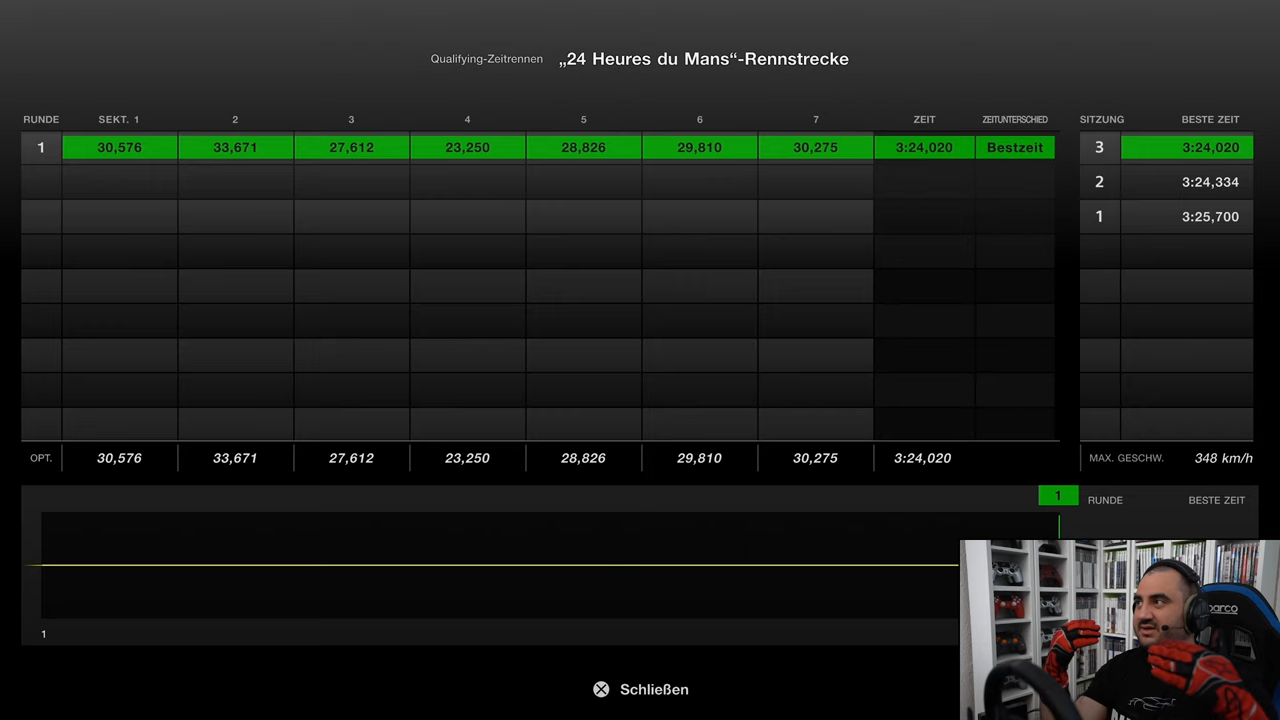 Qualifying-Zeitrennen „24 Heures du Mans“-Rennstrecke
RUNDE SEKT. 1 2 3 4 5 6 7 ZEIT ZEITUNTERSCHIED SITZUNG BESTE ZEIT
1 30,576 33,671 27,612 23,250 28,826 29,810 30,275 3:24,020 Bestzeit 3 3:24,020
2 3:24,334
1 3:25,700
OPT. 30,576 33,671 27,612 23,250 28,826 29,810 30,275 3:24,020 MAX. GESCHW. 348 km/h
1 RUNDE BESTE ZEIT
1
sparco
Schließen